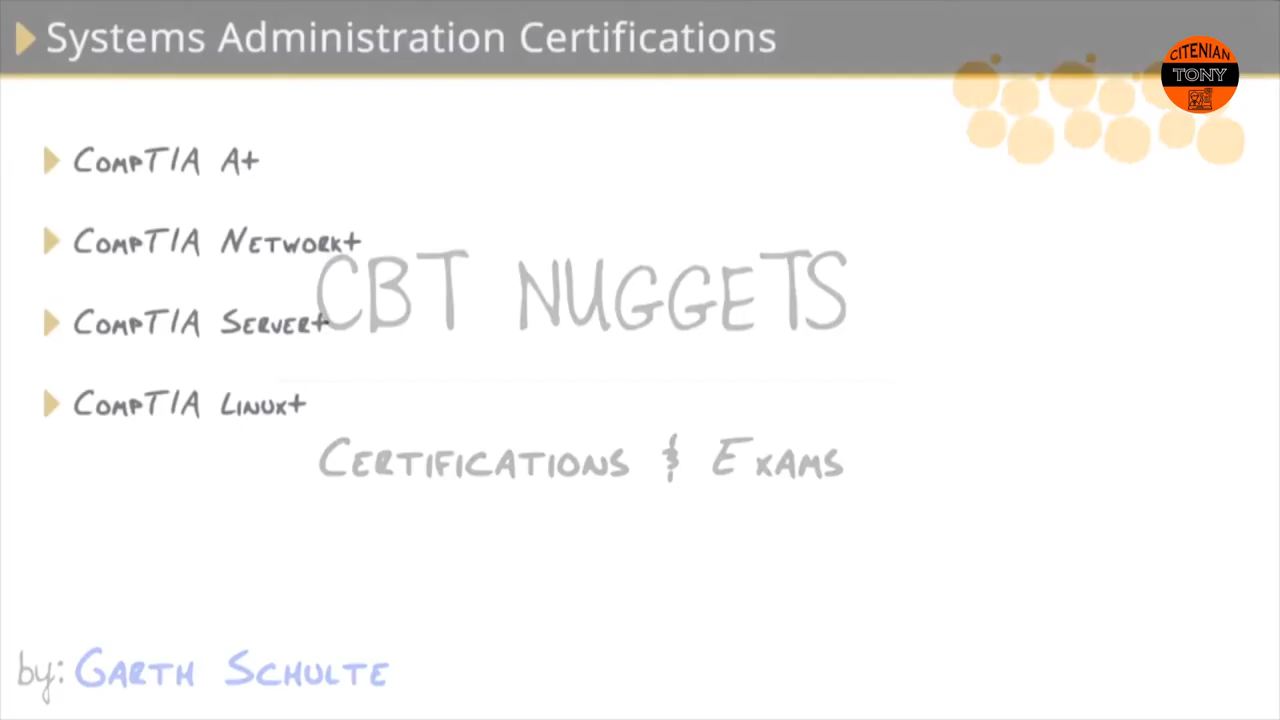 Systems Administration Certifications
CITENIAN
TONY
CompTIA A+
CompTIA Network+
CBT NUGGETS
CompTIA Server+
CompTIA Linux+
Certifications & Exams
by: Garth Schulte